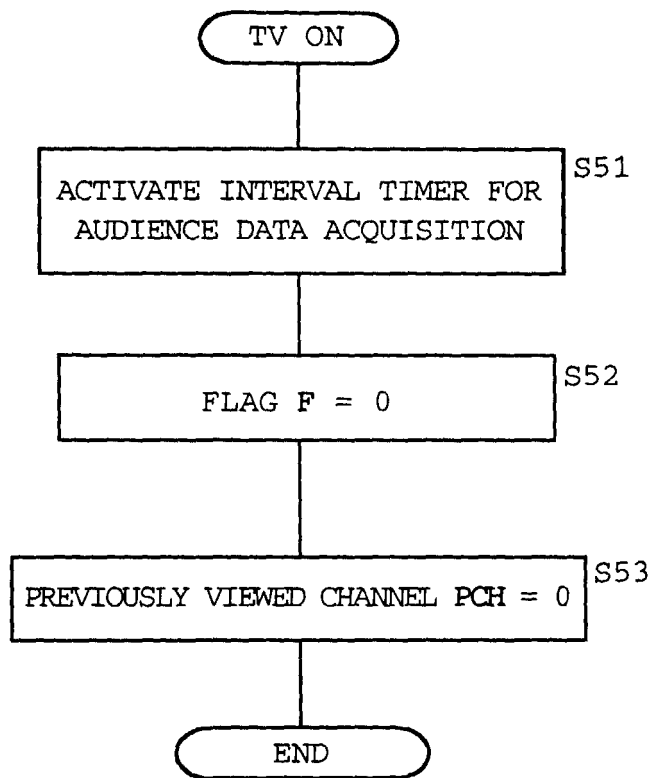 TV ON
S51
ACTIVATE INTERVAL TIMER FOR
AUDIENCE DATA ACQUISITION
S52
FLAG F = 0
S53
PREVIOUSLY VIEWED CHANNEL PCH = 0
END